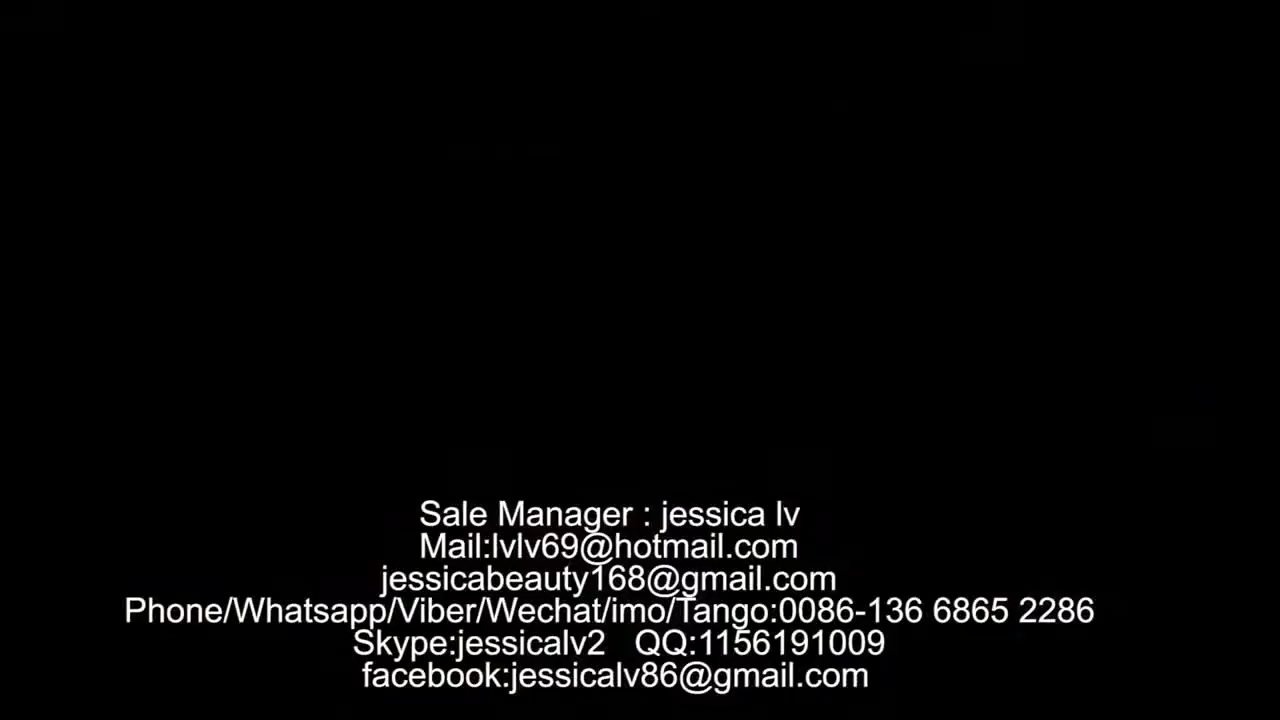 Sale Manager : jessica lv
Mail:lvlv69@hotmail.com
jessicabeauty168@gmail.com
Phone/Whatsapp/Viber/Wechat/imo/Tango:0086-136 6865 2286
Skype:jessicalv2   QQ:1156191009
facebook:jessicalv86@gmail.com